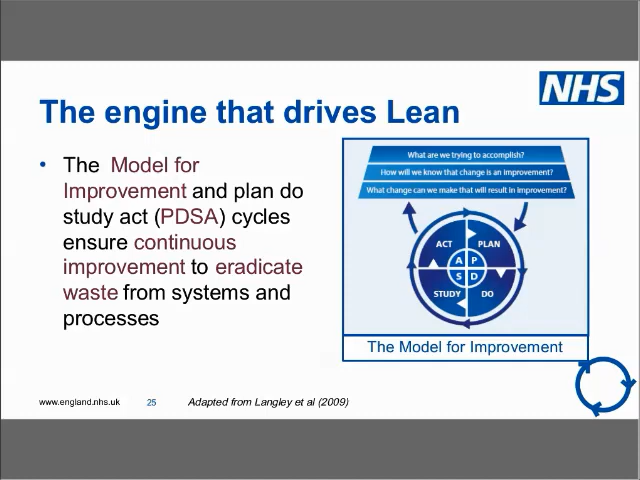 NHS
The engine that drives Lean
• The Model for
Improvement and plan do
study act (PDSA) cycles
ensure continuous
improvement to eradicate
waste from systems and
processes
What are we trying to accomplish?
How will we know that change is an improvement?
What change can we make that will result in improvement?
ACT PLAN
A P
S D
STUDY DO
The Model for Improvement
www.england.nhs.uk 25 Adapted from Langley et al (2009)